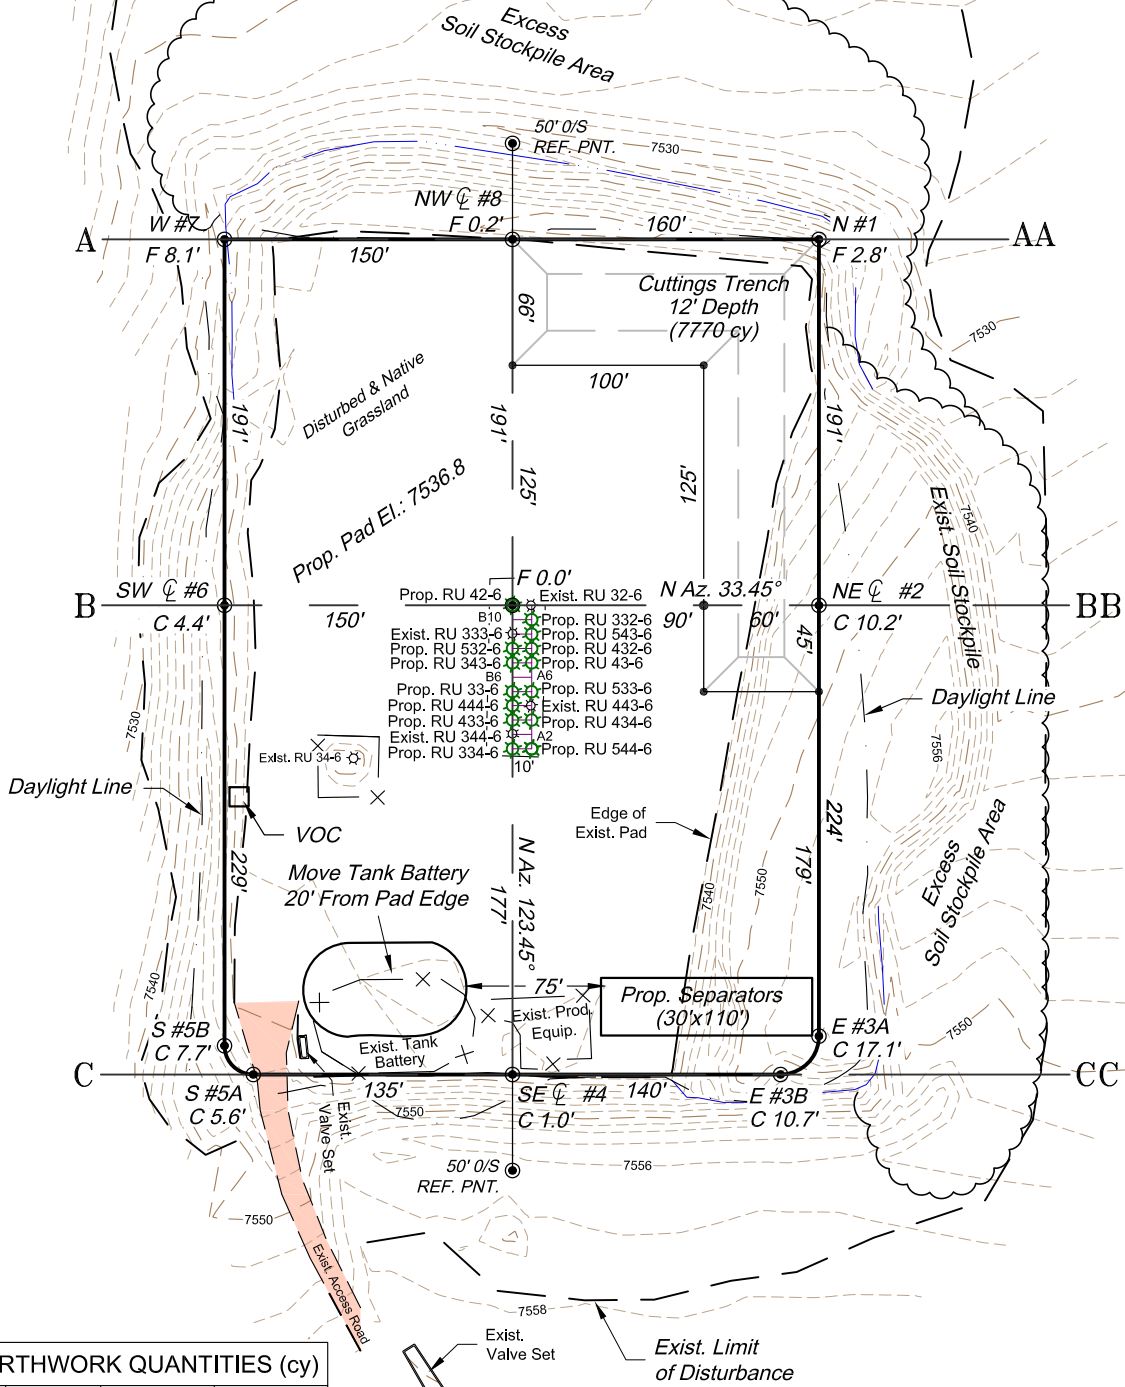 Excess
Soil Stockpile Area
50' 0/S
REF. PNT.
7530
NW ℄ #8
F 0.2'
W #7
F 8.1'
N #1
F 2.8'
A
AA
150'
160'
Cuttings Trench
12' Depth
(7770 cy)
66'
100'
7530
Disturbed & Native
Grassland
191'
191'
191'
125'
125'
Prop. Pad El.: 7536.8
Exist. Soil Stockpile
7540
F 0.0'
N Az. 33.45°
SW ℄ #6
C 4.4'
NE ℄ #2
C 10.2'
B
BB
150'
90'
60'
45'
Prop. RU 42-6
Exist. RU 32-6
B10
Prop. RU 332-6
Exist. RU 333-6
Prop. RU 543-6
Prop. RU 532-6
Prop. RU 432-6
Prop. RU 343-6
Prop. RU 43-6
B6
A6
Prop. RU 33-6
Prop. RU 533-6
Prop. RU 444-6
Exist. RU 443-6
Prop. RU 433-6
Prop. RU 434-6
Exist. RU 344-6
A2
Prop. RU 334-6
Prop. RU 544-6
10'
Exist. RU 34-6
7530
7556
Daylight Line
Daylight Line
VOC
Edge of
Exist. Pad
224'
179'
229'
N Az. 123.45°
177'
Move Tank Battery
20' From Pad Edge
7540
7550
Excess
Soil Stockpile Area
75'
Prop. Separators
(30'x110')
Exist. Prod.
Equip.
Exist. Tank
Battery
7540
7550
S #5B
C 7.7'
E #3A
C 17.1'
C
CC
S #5A
C 5.6'
135'
SE ℄ #4
C 1.0'
140'
E #3B
C 10.7'
Exist.
Valve Set
7550
50' 0/S
REF. PNT.
7556
7550
Exist. Access Road
7558
Exist.
Valve Set
Exist. Limit
of Disturbance
RTHWORK QUANTITIES (cy)